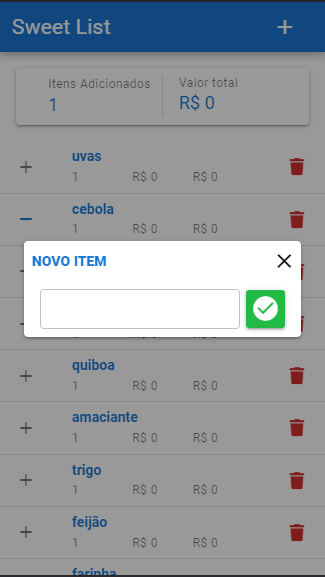 Sweet List
Itens Adicionados
Valor total
1
R$ 0
uvas
1 R$ 0 R$ 0
cebola
1 R$ 0 R$ 0
NOVO ITEM
quiboa
1 R$ 0 R$ 0
amaciante
1 R$ 0 R$ 0
trigo
1 R$ 0 R$ 0
feijão
1 R$ 0 R$ 0
farinha